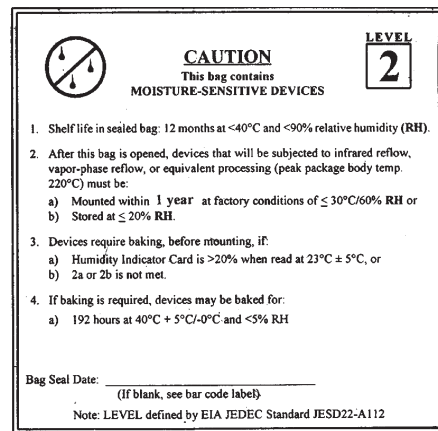 LEVEL
2
CAUTION
This bag contains
MOISTURE-SENSITIVE DEVICES
1. Shelf life in sealed bag: 12 months at <40°C and <90% relative humidity (RH).
2. After this bag is opened, devices that will be subjected to infrared reflow,
vapor-phase reflow, or equivalent processing (peak package body temp.
220°C) must be:
a) Mounted within 1 year at factory conditions of ≤ 30°C/60% RH or
b) Stored at ≤ 20% RH.
3. Devices require baking, before mounting, if:
a) Humidity Indicator Card is >20% when read at 23°C ± 5°C, or
b) 2a or 2b is not met.
4. If baking is required, devices may be baked for:
a) 192 hours at 40°C + 5°C/-0°C and <5% RH
Bag Seal Date:
(If blank, see bar code label)
Note: LEVEL defined by EIA JEDEC Standard JESD22-A112